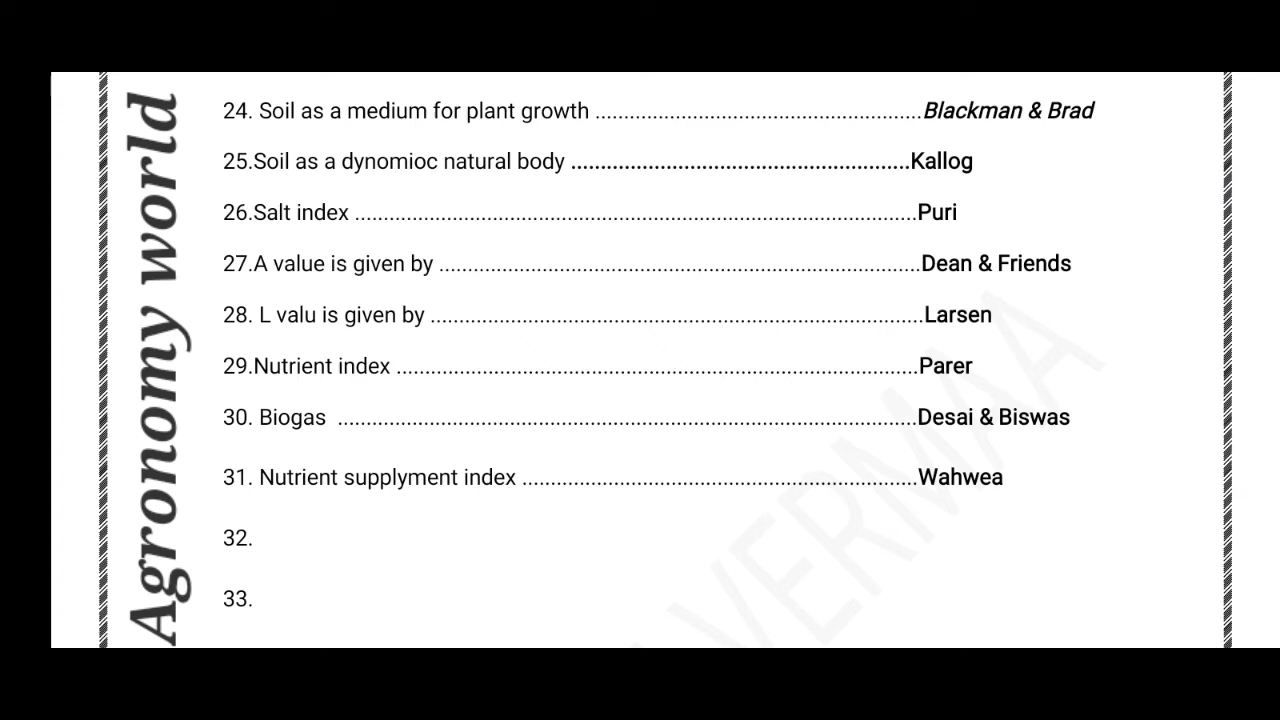 Agronomy world
24. Soil as a medium for plant growth .........................................................Blackman & Brad
25.Soil as a dynomioc natural body ...........................................................Kallog
26.Salt index ..................................................................................................Puri
27.A value is given by ....................................................................................Dean & Friends
28. L valu is given by ......................................................................................Larsen
29.Nutrient index ...........................................................................................Parer
30. Biogas .....................................................................................................Desai & Biswas
31. Nutrient supplyment index .....................................................................Wahwea
32.
33.
VERMA